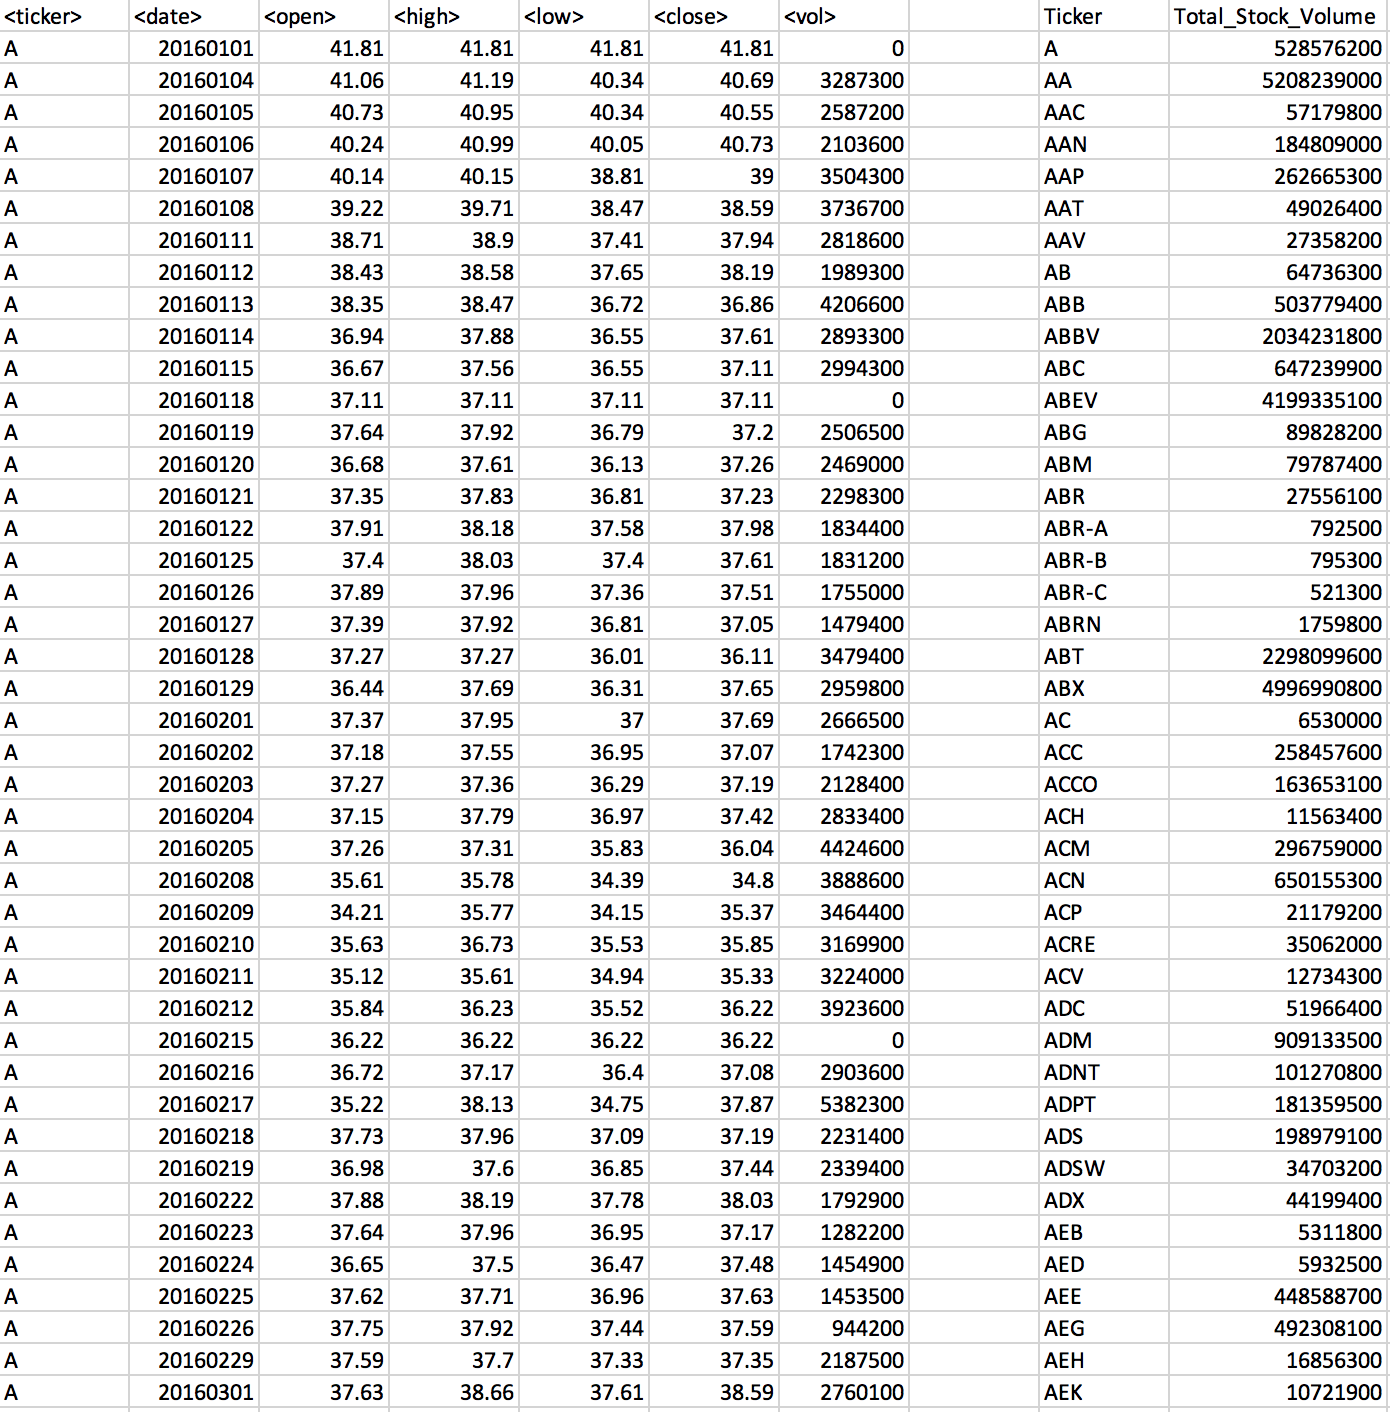 <ticker> <date> <open> <high> <low> <close> <vol> Ticker Total_Stock_Volume
A 20160101 41.81 41.81 41.81 41.81 0 A 528576200
A 20160104 41.06 41.19 40.34 40.69 3287300 AA 5208239000
A 20160105 40.73 40.95 40.34 40.55 2587200 AAC 57179800
A 20160106 40.24 40.99 40.05 40.73 2103600 AAN 184809000
A 20160107 40.14 40.15 38.81 39 3504300 AAP 262665300
A 20160108 39.22 39.71 38.47 38.59 3736700 AAT 49026400
A 20160111 38.71 38.9 37.41 37.94 2818600 AAV 27358200
A 20160112 38.43 38.58 37.65 38.19 1989300 AB 64736300
A 20160113 38.35 38.47 36.72 36.86 4206600 ABB 503779400
A 20160114 36.94 37.88 36.55 37.61 2893300 ABBV 2034231800
A 20160115 36.67 37.56 36.55 37.11 2994300 ABC 647239900
A 20160118 37.11 37.11 37.11 37.11 0 ABEV 4199335100
A 20160119 37.64 37.92 36.79 37.2 2506500 ABG 89828200
A 20160120 36.68 37.61 36.13 37.26 2469000 ABM 79787400
A 20160121 37.35 37.83 36.81 37.23 2298300 ABR 27556100
A 20160122 37.91 38.18 37.58 37.98 1834400 ABR-A 792500
A 20160125 37.4 38.03 37.4 37.61 1831200 ABR-B 795300
A 20160126 37.89 37.96 37.36 37.51 1755000 ABR-C 521300
A 20160127 37.39 37.92 36.81 37.05 1479400 ABRN 1759800
A 20160128 37.27 37.27 36.01 36.11 3479400 ABT 2298099600
A 20160129 36.44 37.69 36.31 37.65 2959800 ABX 4996990800
A 20160201 37.37 37.95 37 37.69 2666500 AC 6530000
A 20160202 37.18 37.55 36.95 37.07 1742300 ACC 258457600
A 20160203 37.27 37.36 36.29 37.19 2128400 ACCO 163653100
A 20160204 37.15 37.79 36.97 37.42 2833400 ACH 11563400
A 20160205 37.26 37.31 35.83 36.04 4424600 ACM 296759000
A 20160208 35.61 35.78 34.39 34.8 3888600 ACN 650155300
A 20160209 34.21 35.77 34.15 35.37 3464400 ACP 21179200
A 20160210 35.63 36.73 35.53 35.85 3169900 ACRE 35062000
A 20160211 35.12 35.61 34.94 35.33 3224000 ACV 12734300
A 20160212 35.84 36.23 35.52 36.22 3923600 ADC 51966400
A 20160215 36.22 36.22 36.22 36.22 0 ADM 909133500
A 20160216 36.72 37.17 36.4 37.08 2903600 ADNT 101270800
A 20160217 35.22 38.13 34.75 37.87 5382300 ADPT 181359500
A 20160218 37.73 37.96 37.09 37.19 2231400 ADS 198979100
A 20160219 36.98 37.6 36.85 37.44 2339400 ADSW 34703200
A 20160222 37.88 38.19 37.78 38.03 1792900 ADX 44199400
A 20160223 37.64 37.96 36.95 37.17 1282200 AEB 5311800
A 20160224 36.65 37.5 36.47 37.48 1454900 AED 5932500
A 20160225 37.62 37.71 36.96 37.63 1453500 AEE 448588700
A 20160226 37.75 37.92 37.44 37.59 944200 AEG 492308100
A 20160229 37.59 37.7 37.33 37.35 2187500 AEH 16856300
A 20160301 37.63 38.66 37.61 38.59 2760100 AEK 10721900